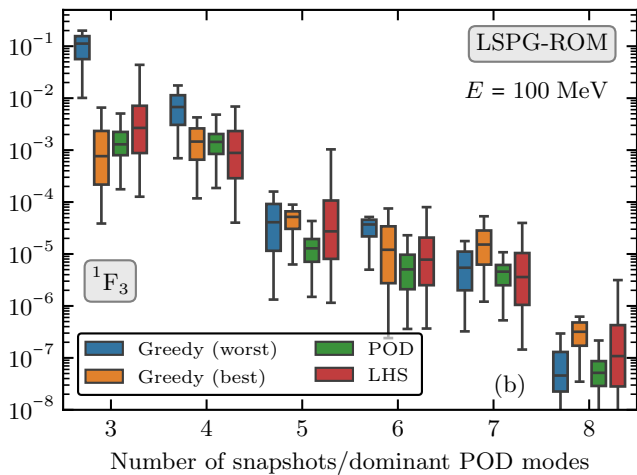 LSPG-ROM
E = 100 MeV
10⁻¹
10⁻²
10⁻³
10⁻⁴
10⁻⁵
10⁻⁶
10⁻⁷
10⁻⁸
¹F₃
Greedy (worst)
Greedy (best)
POD
LHS
(b)
3 4 5 6 7 8
Number of snapshots/dominant POD modes